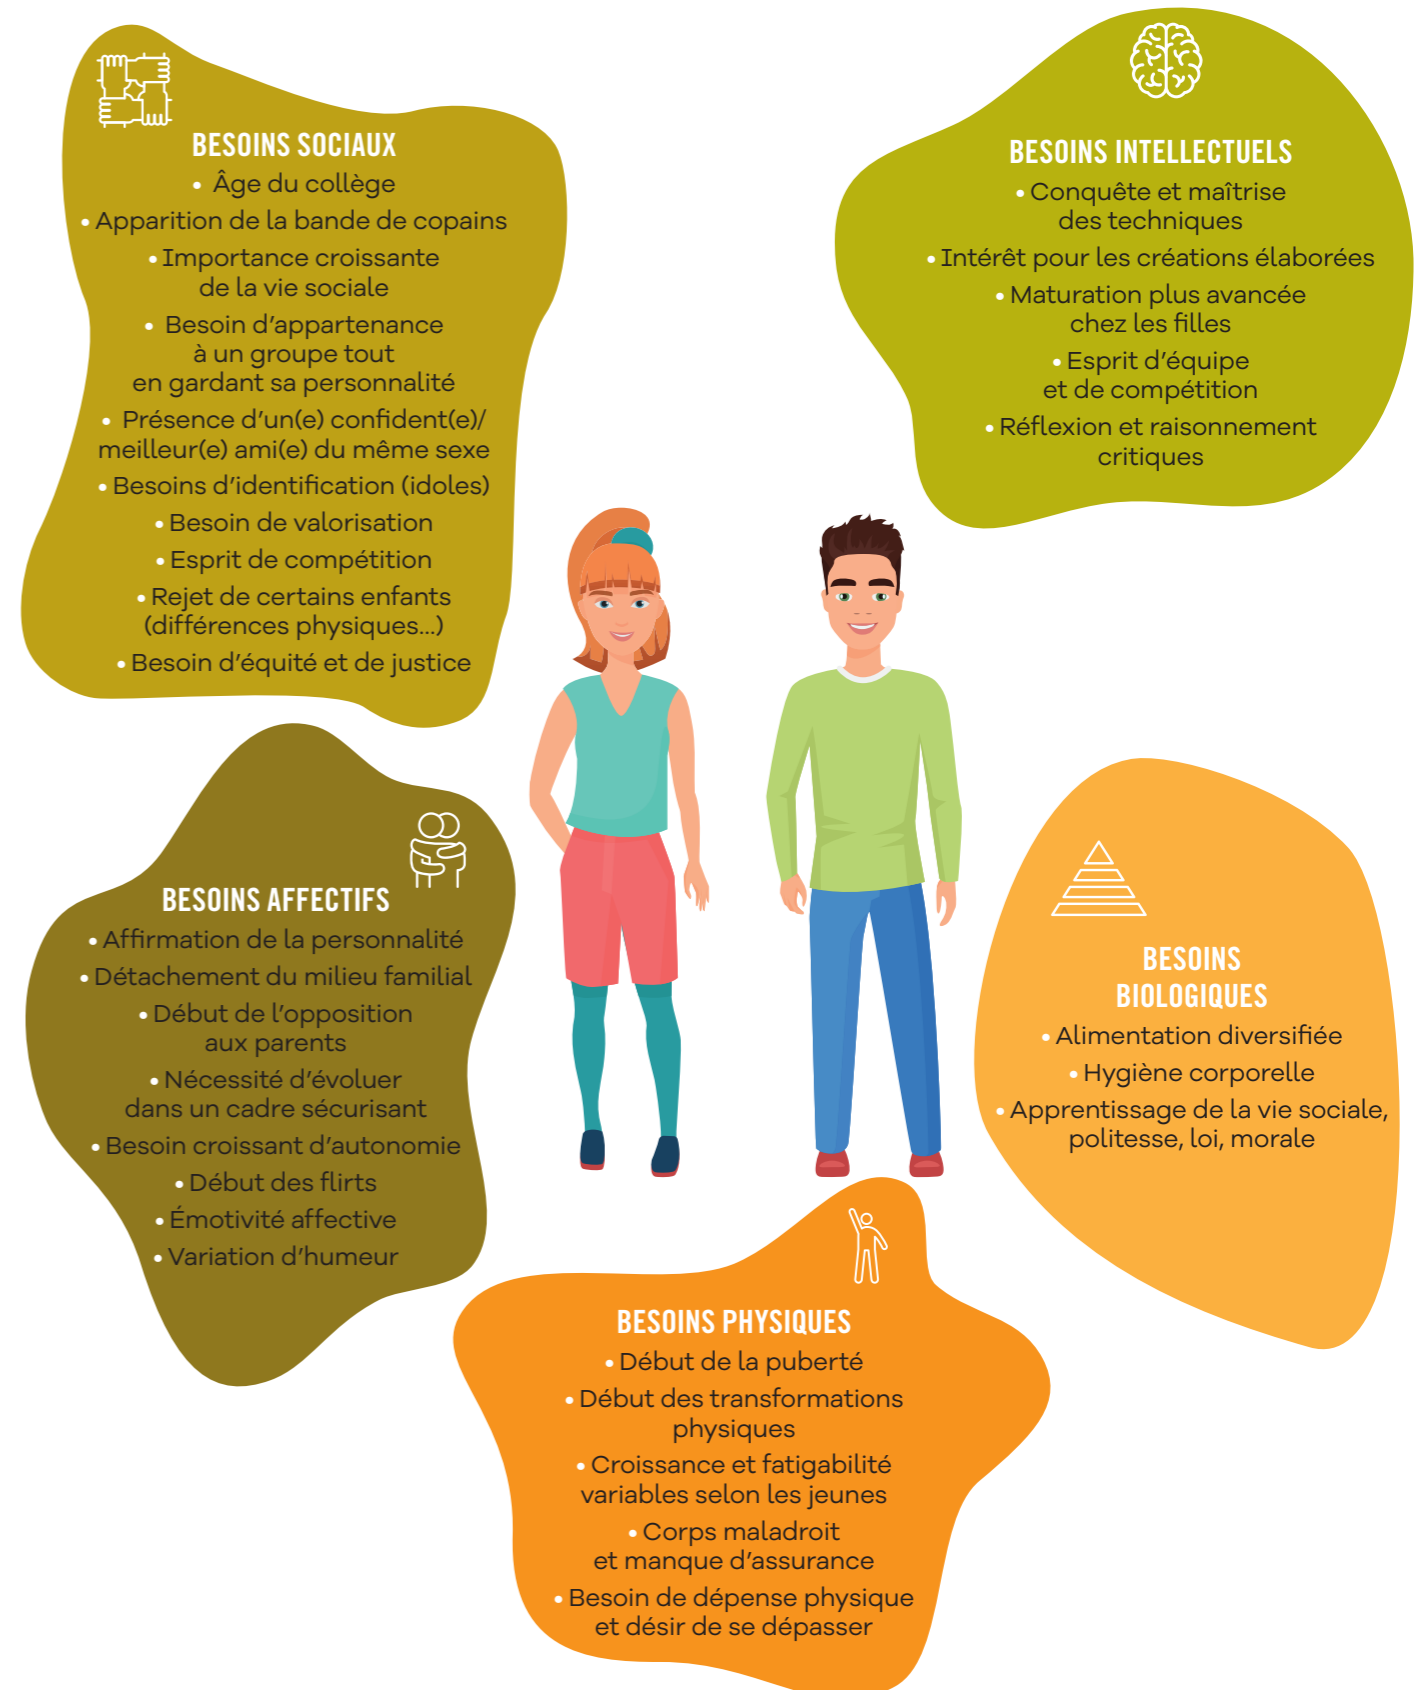 BESOINS SOCIAUX
• Âge du collège
• Apparition de la bande de copains
• Importance croissante
de la vie sociale
• Besoin d’appartenance
à un groupe tout
en gardant sa personnalité
• Présence d’un(e) confident(e)/
meilleur(e) ami(e) du même sexe
• Besoins d’identification (idoles)
• Besoin de valorisation
• Esprit de compétition
• Rejet de certains enfants
(différences physiques...)
• Besoin d’équité et de justice
BESOINS INTELLECTUELS
• Conquête et maîtrise
des techniques
• Intérêt pour les créations élaborées
• Maturation plus avancée
chez les filles
• Esprit d’équipe
et de compétition
• Réflexion et raisonnement
critiques
BESOINS AFFECTIFS
• Affirmation de la personnalité
• Détachement du milieu familial
• Début de l’opposition
aux parents
• Nécessité d’évoluer
dans un cadre sécurisant
• Besoin croissant d’autonomie
• Début des flirts
• Émotivité affective
• Variation d’humeur
BESOINS
BIOLOGIQUES
• Alimentation diversifiée
• Hygiène corporelle
• Apprentissage de la vie sociale,
politesse, loi, morale
BESOINS PHYSIQUES
• Début de la puberté
• Début des transformations
physiques
• Croissance et fatigabilité
variables selon les jeunes
• Corps maladroit
et manque d’assurance
• Besoin de dépense physique
et désir de se dépasser